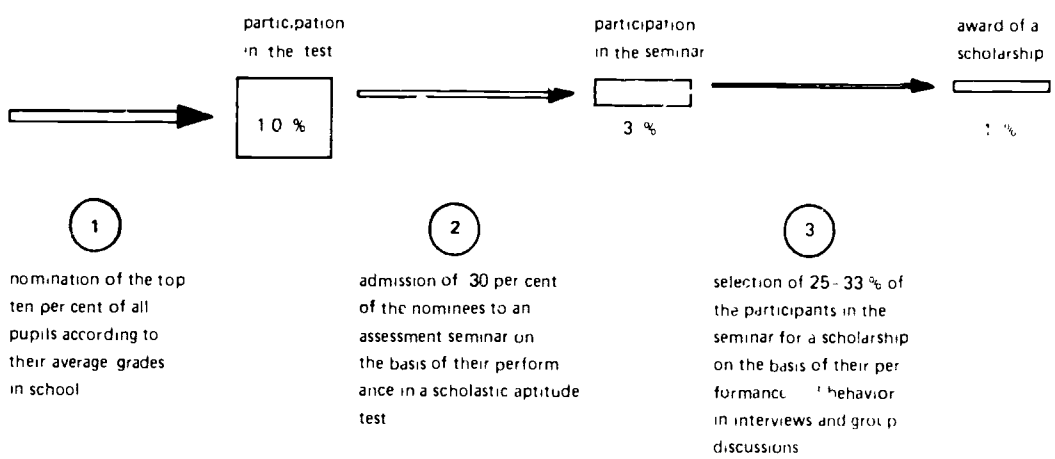 participation
in the test
10 %
participation
in the seminar
3 %
award of a
scholarship
%
1
nomination of the top
ten per cent of all
pupils according to
their average grades
in school
2
admission of 30 per cent
of the nominees to an
assessment seminar on
the basis of their perform
ance in a scholastic aptitude
test
3
selection of 25 - 33 % of
the participants in the
seminar for a scholarship
on the basis of their per
formance behavior
in interviews and group
discussions